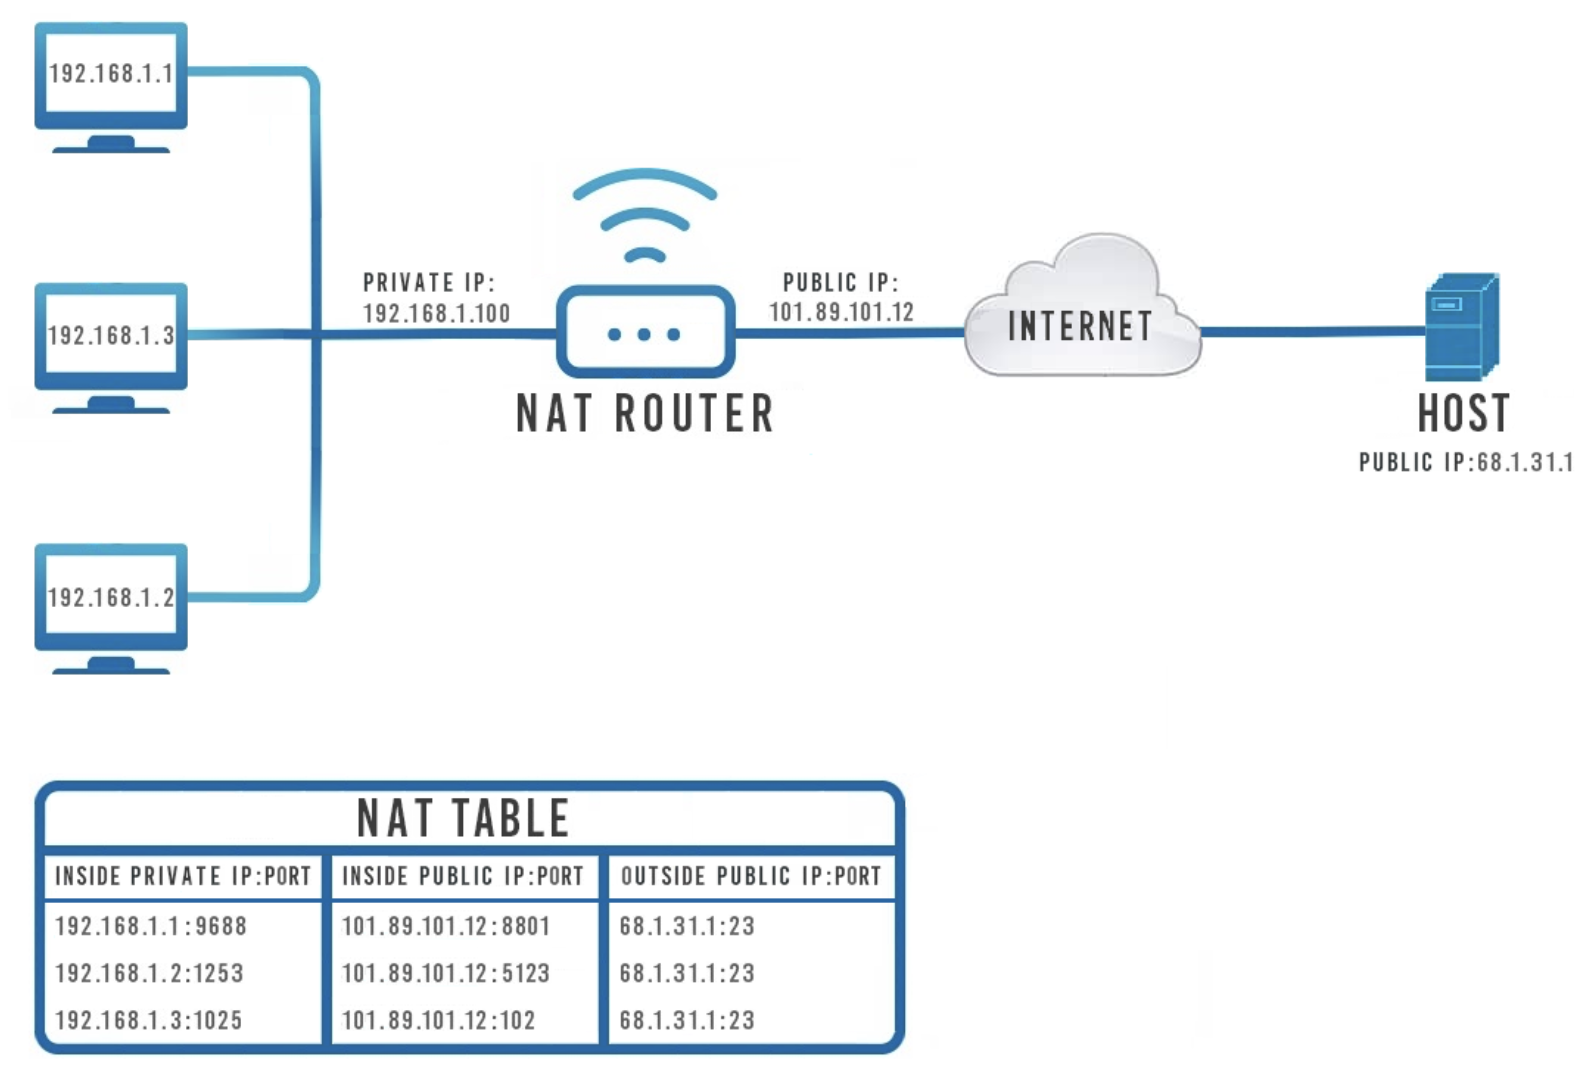 192.168.1.1
192.168.1.3
192.168.1.2
PRIVATE IP:
192.168.1.100
NAT ROUTER
PUBLIC IP:
101.89.101.12
INTERNET
HOST
PUBLIC IP:68.1.31.1
NAT TABLE
INSIDE PRIVATE IP:PORT INSIDE PUBLIC IP:PORT OUTSIDE PUBLIC IP:PORT
192.168.1.1:9688 101.89.101.12:8801 68.1.31.1:23
192.168.1.2:1253 101.89.101.12:5123 68.1.31.1:23
192.168.1.3:1025 101.89.101.12:102 68.1.31.1:23